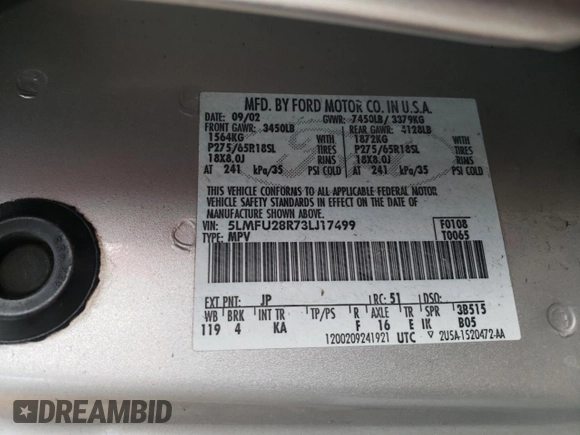 MFD. BY FORD MOTOR CO. IN U.S.A.
DATE: 09/02 GVWR: 7450LB/ 3379KG
FRONT GAWR: 3450LB REAR GAWR: 4128LB
1564KG WITH 1872KG WITH
P275/65R18SL TIRES P275/65R18SL TIRES
18X8.0J RIMS 18X8.0J RIMS
AT 241 kPa/35 PSI COLD AT 241 kPa/35 PSI COLD
THIS VEHICLE CONFORMS TO ALL APPLICABLE FEDERAL MOTOR
VEHICLE SAFETY STANDARDS IN EFFECT ON THE DATE OF
MANUFACTURE SHOWN ABOVE.
VIN: 5LMFU28R73LJ17499 F0108
TYPE: MPV T0065
EXT PNT: JP RC: 51 DSO:
WB BRK INT TR TP/PS R AXLE TR SPR 3B515
119 4 KA F 16 E IK B05
1200209241921 UTC ▽ 2U5A-1520472-AA
DREAMBID